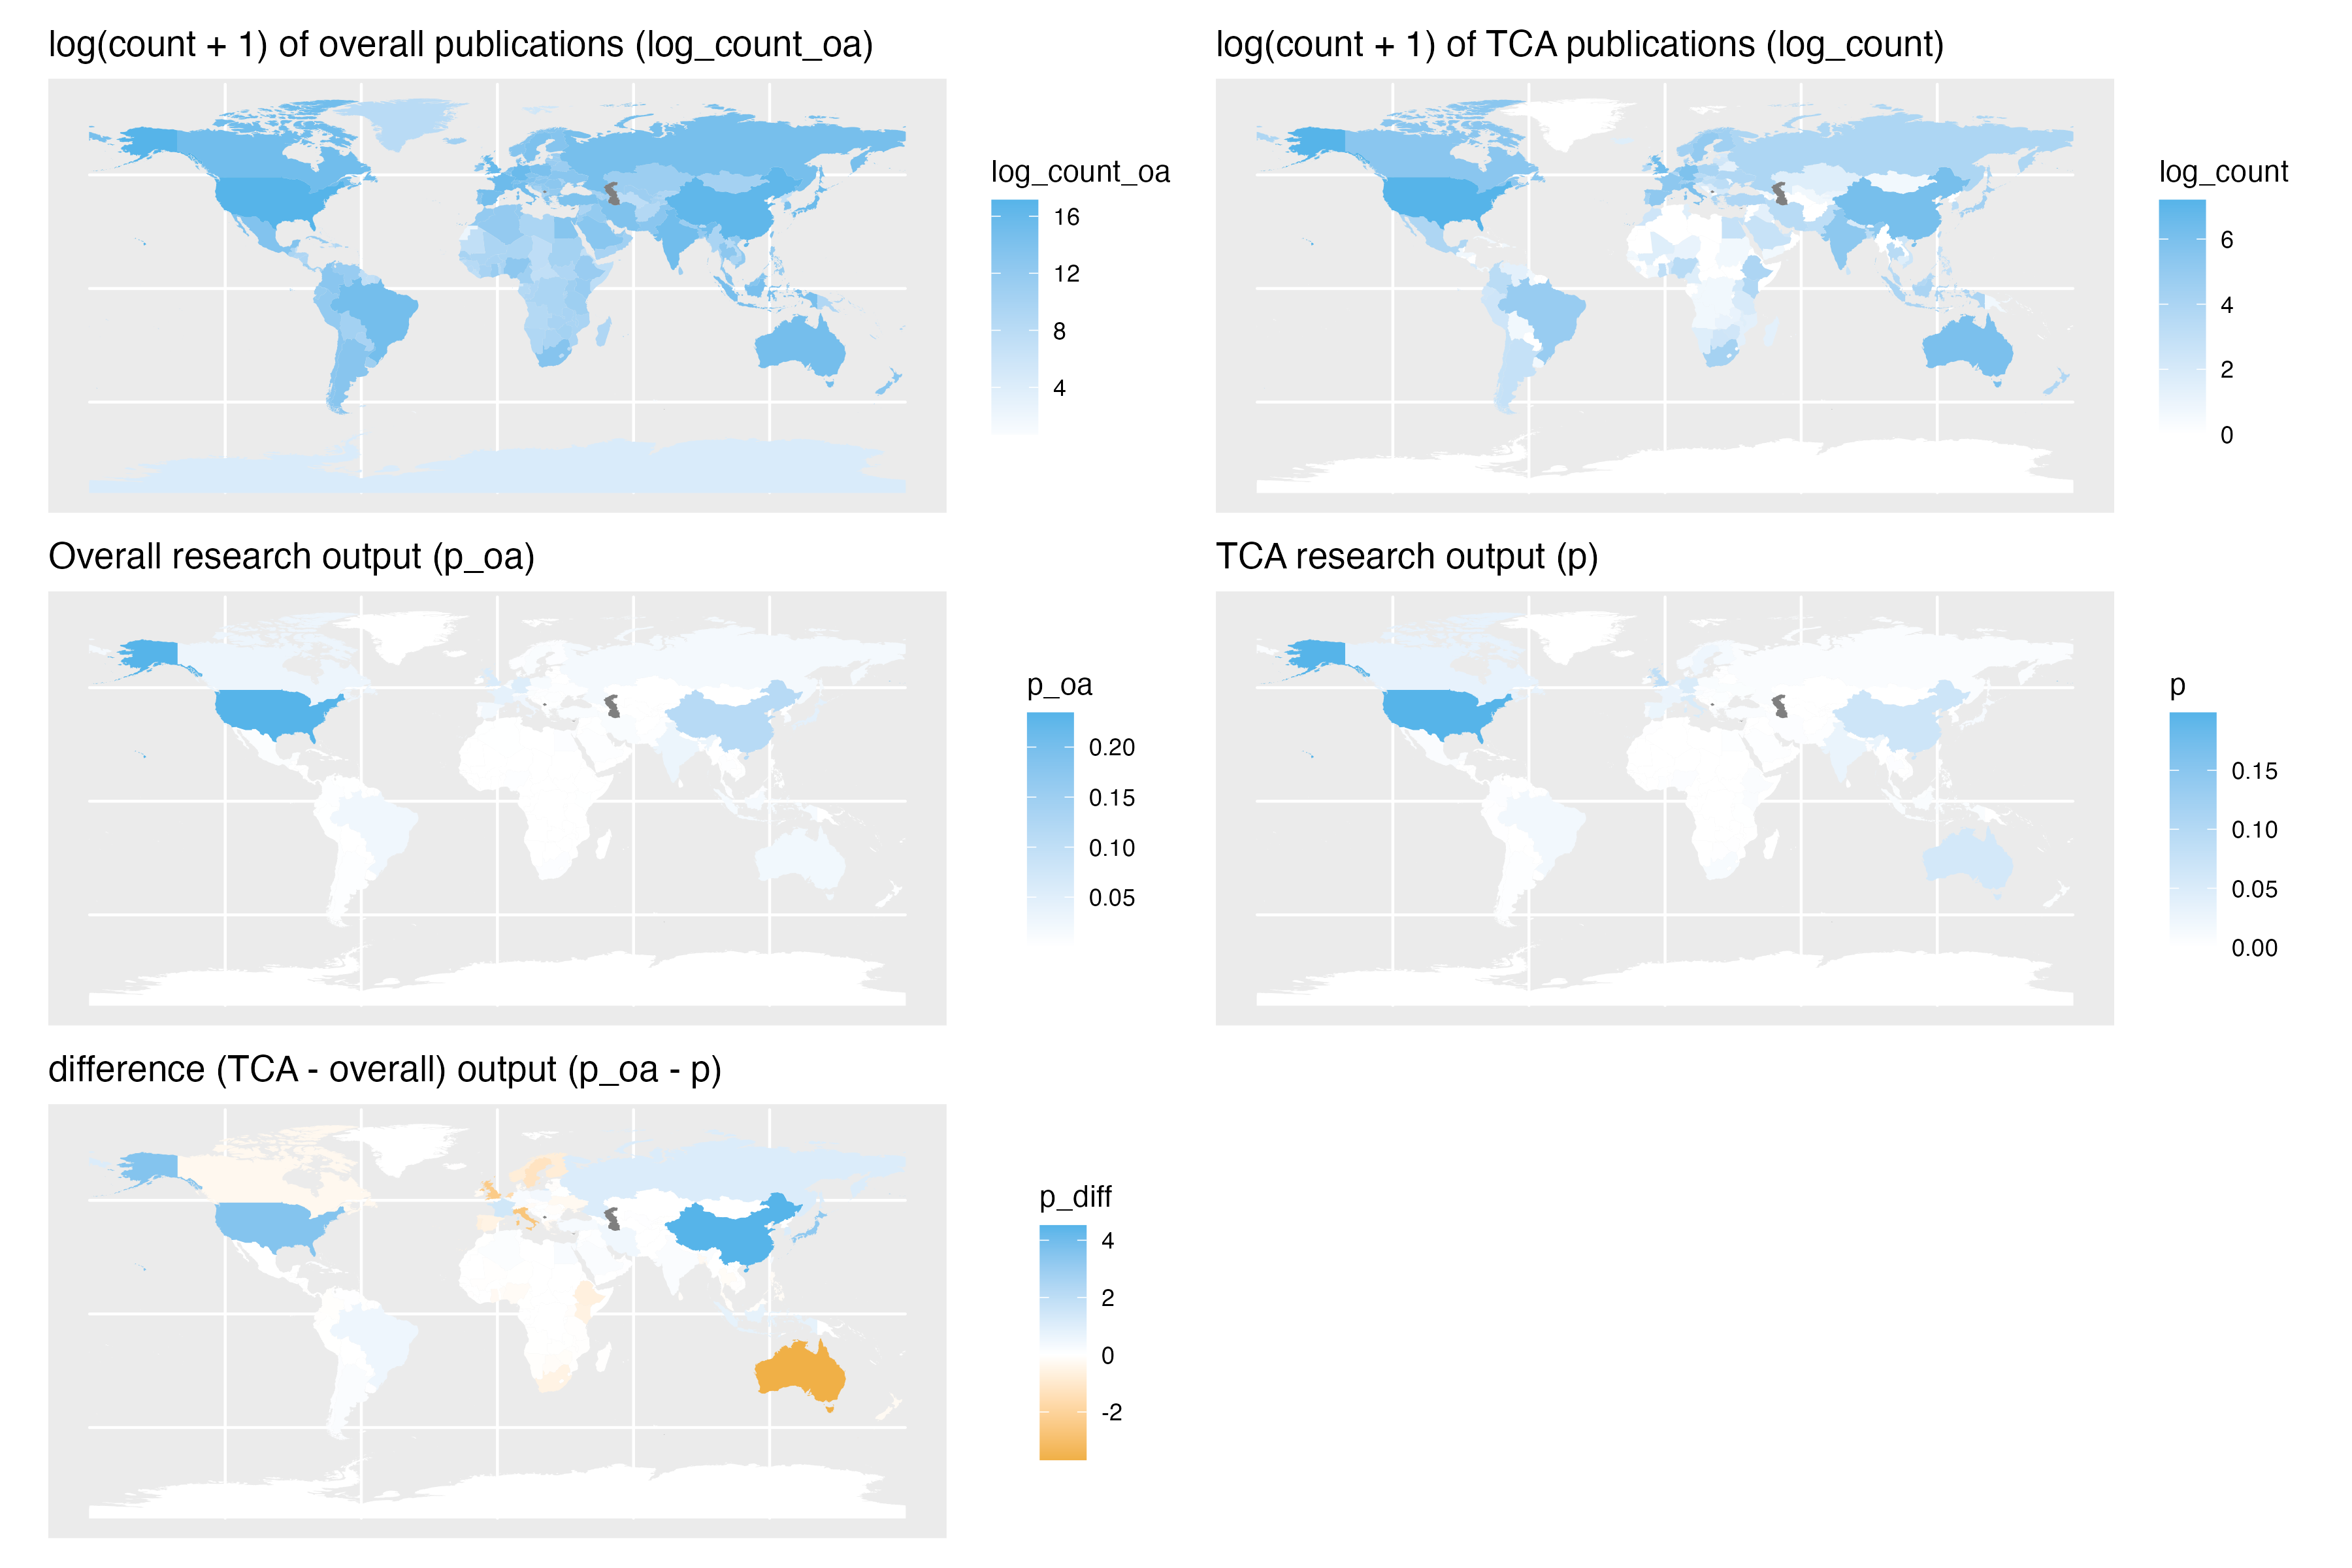 log(count + 1) of overall publications (log_count_oa)
log_count_oa
16
12
8
4
log(count + 1) of TCA publications (log_count)
log_count
6
4
2
0
Overall research output (p_oa)
p_oa
0.20
0.15
0.10
0.05
TCA research output (p)
p
0.15
0.10
0.05
0.00
difference (TCA - overall) output (p_oa - p)
p_diff
4
2
0
-2